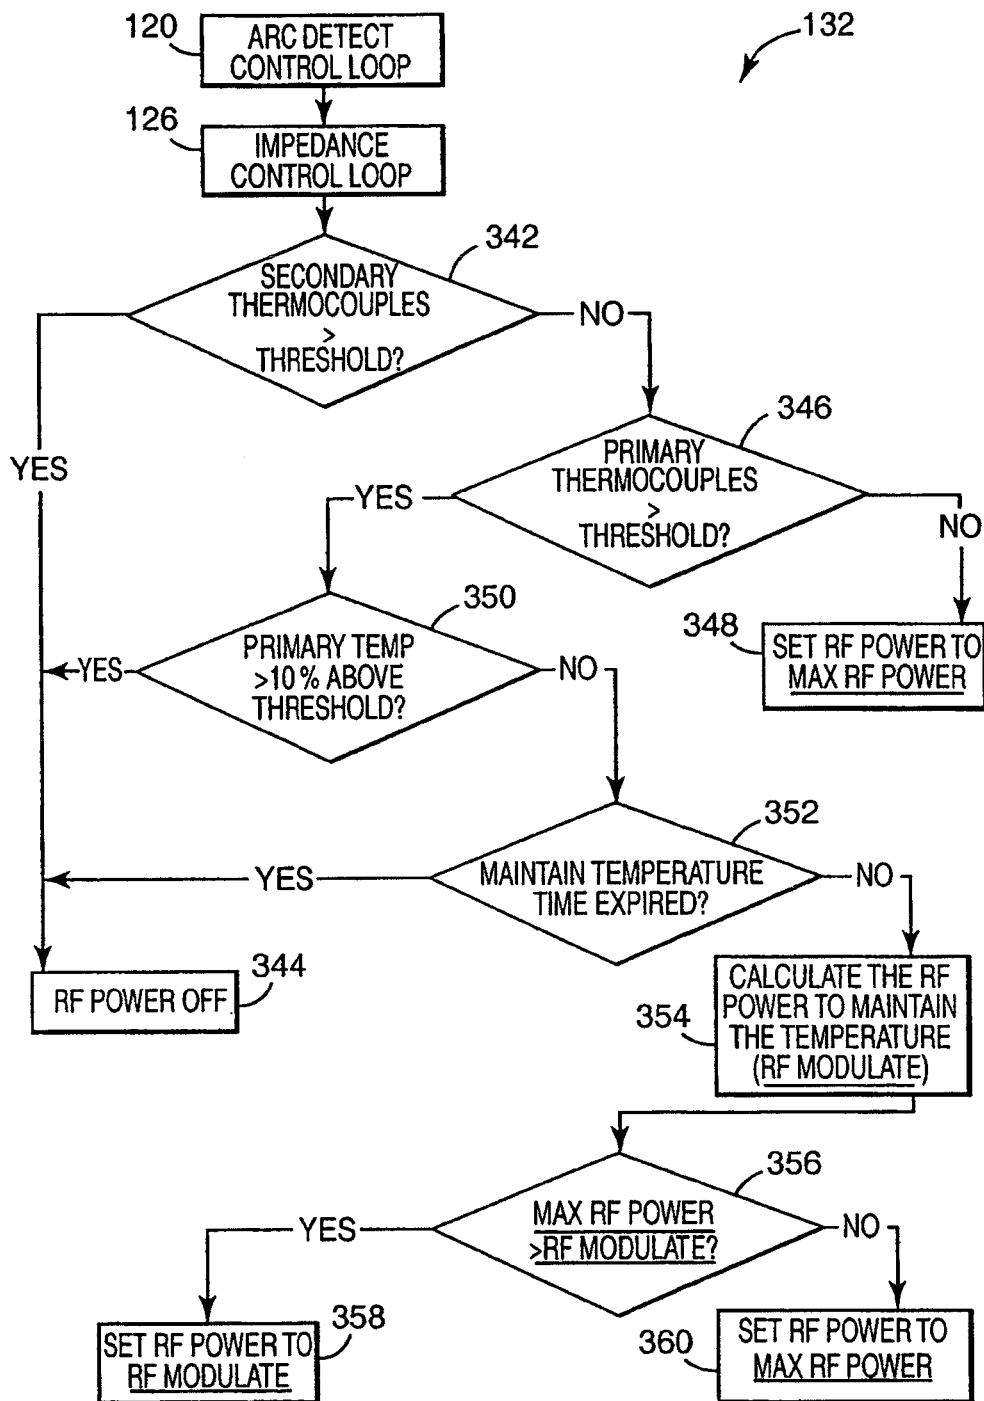 120
ARC DETECT
CONTROL LOOP
132
126
IMPEDANCE
CONTROL LOOP
342
SECONDARY
THERMOCOUPLES
>
THRESHOLD?
NO
YES
346
PRIMARY
THERMOCOUPLES
>
THRESHOLD?
YES
NO
348
SET RF POWER TO
MAX RF POWER
350
PRIMARY TEMP
>10% ABOVE
THRESHOLD?
YES
NO
352
MAINTAIN TEMPERATURE
TIME EXPIRED?
YES
NO
344
RF POWER OFF
354
CALCULATE THE RF
POWER TO MAINTAIN
THE TEMPERATURE
(RF MODULATE)
356
MAX RF POWER
>RF MODULATE?
YES
NO
358
SET RF POWER TO
RF MODULATE
360
SET RF POWER TO
MAX RF POWER